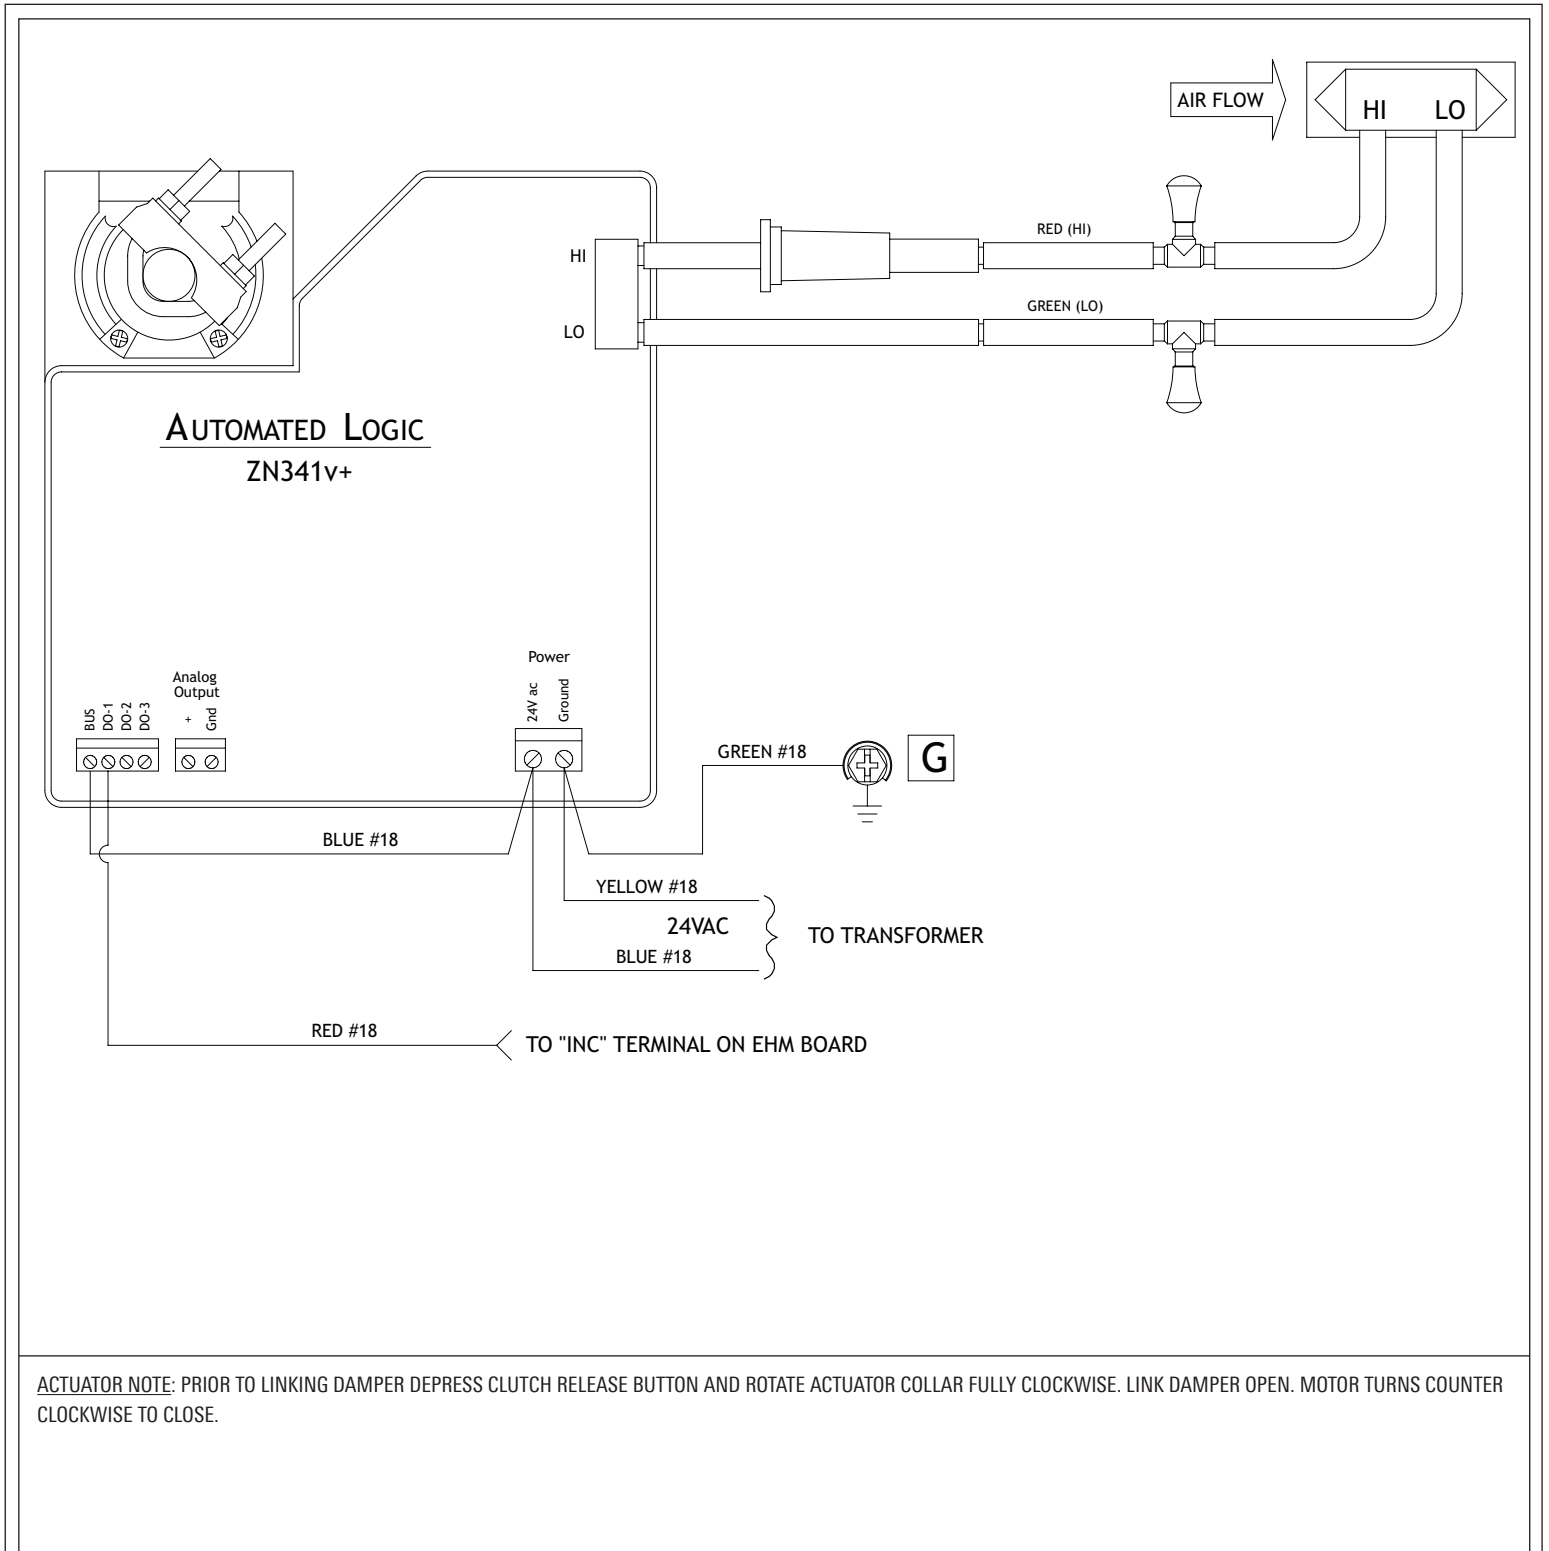 AIR FLOW
HI LO
RED (HI)
HI
GREEN (LO)
LO
AUTOMATED LOGIC
ZN341v+
Power
Analog
Output
BUS
DO-1
DO-2
DO-3
+
Gnd
24V ac
Ground
GREEN #18
G
BLUE #18
YELLOW #18
24VAC
TO TRANSFORMER
BLUE #18
RED #18
TO "INC" TERMINAL ON EHM BOARD
ACTUATOR NOTE: PRIOR TO LINKING DAMPER DEPRESS CLUTCH RELEASE BUTTON AND ROTATE ACTUATOR COLLAR FULLY CLOCKWISE. LINK DAMPER OPEN. MOTOR TURNS COUNTER
CLOCKWISE TO CLOSE.